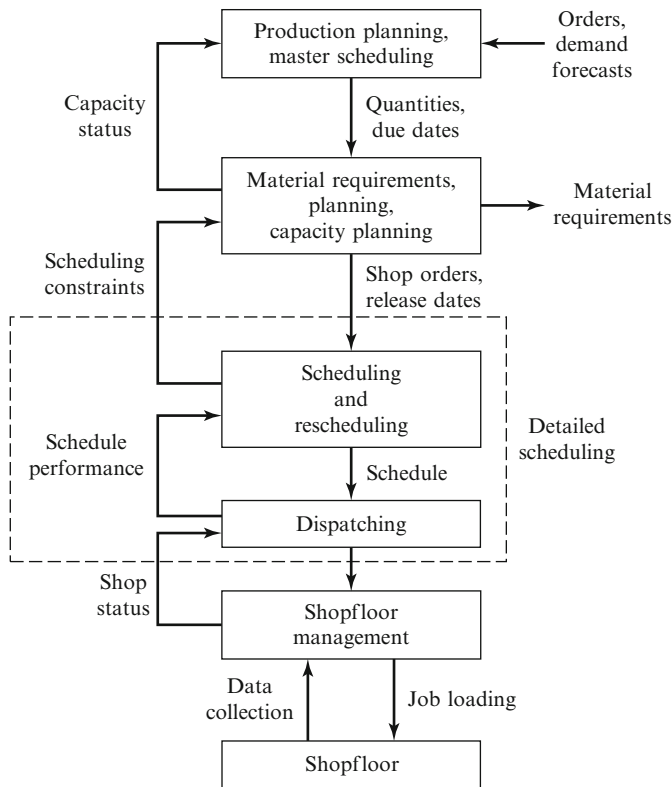 Production planning,
master scheduling
Orders,
demand
forecasts
Capacity
status
Quantities,
due dates
Material requirements,
planning,
capacity planning
Material
requirements
Scheduling
constraints
Shop orders,
release dates
Scheduling
and
rescheduling
Detailed
scheduling
Schedule
performance
Schedule
Dispatching
Shop
status
Shopfloor
management
Data
collection
Job loading
Shopfloor